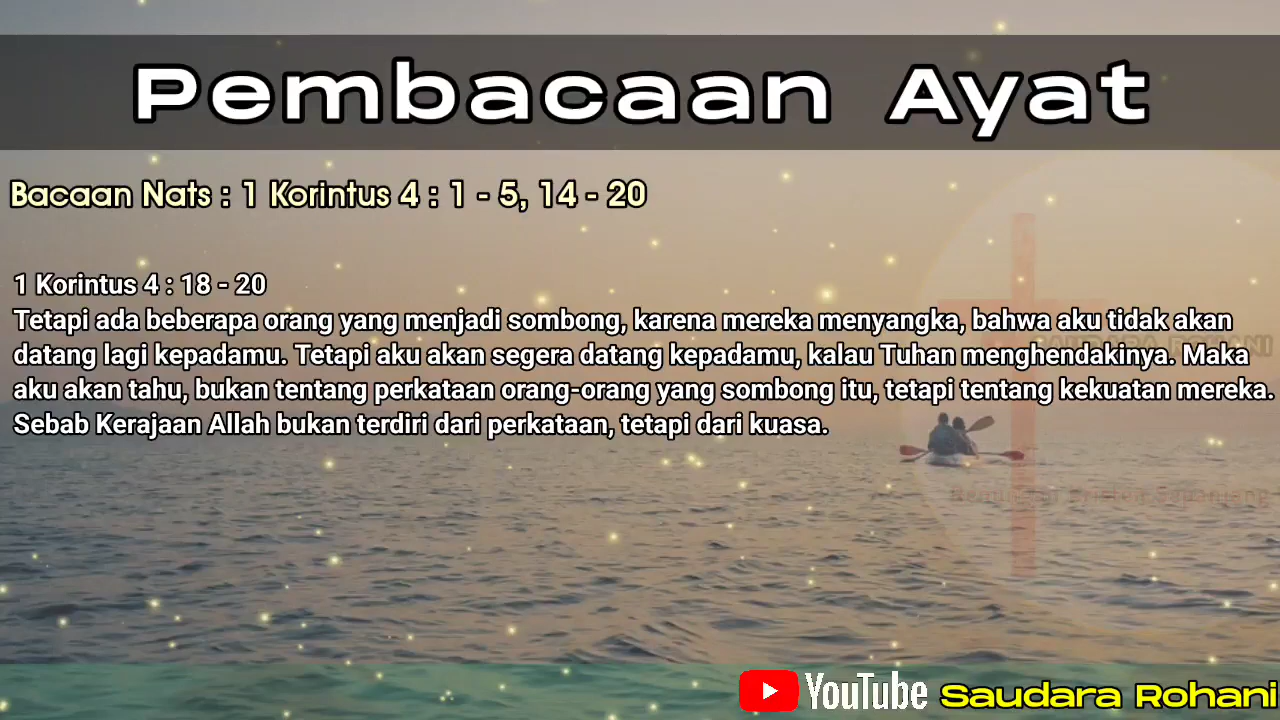 Pembacaan Ayat
Bacaan Nats : 1 Korintus 4 : 1 - 5, 14 - 20
1 Korintus 4 : 18 - 20
Tetapi ada beberapa orang yang menjadi sombong, karena mereka menyangka, bahwa aku tidak akan
datang lagi kepadamu. Tetapi aku akan segera datang kepadamu, kalau Tuhan menghendakinya. Maka
aku akan tahu, bukan tentang perkataan orang-orang yang sombong itu, tetapi tentang kekuatan mereka.
Sebab Kerajaan Allah bukan terdiri dari perkataan, tetapi dari kuasa.
SAUDARA ROHANI
YouTube Saudara Rohani